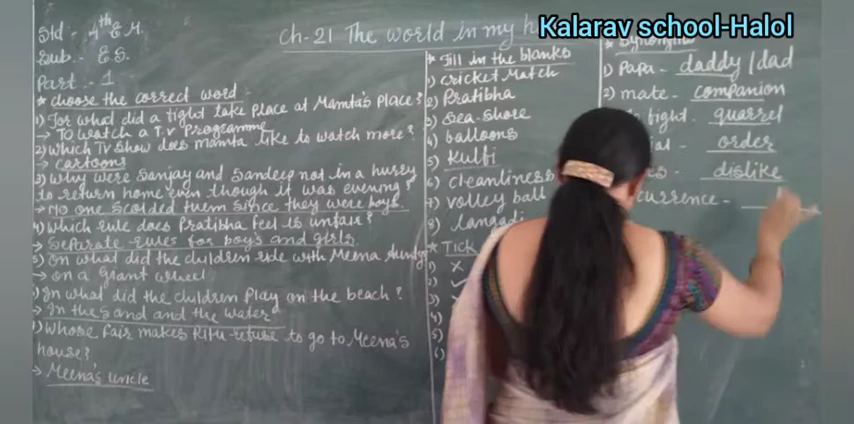 Kalarav school-Halol
Std - 4th E.M.
Sub. - E.S.
Part - 1
Ch-21 The world in my h
* choose the correct word
1) For what did a tight take place at Mamta's place?
→ To watch a T.V Programme
2) which TV show does mamta like to watch more?
→ cartoons
3) why were Sanjay and Sandeep not in a hurry
to return home even though it was evening?
→ No one scolded them since they were boys.
4) which rule does Pratibha feel is unfair?
→ Separate rules for boys and girls.
5) on what did the children ride with Meena Aunty
→ on a giant wheel
) In what did the children play on the beach?
→ In the sand and the water
) whose fair makes Ritu refuse to go to Meena's
house?
→ Meena's uncle
* Fill in the blanks
1) cricket Match
2) Pratibha
3) Sea-shore
4) balloons
5) Kulfi
6) cleanliness
7) volley ball
8) langadi
* Tick
1) ×
2) ✓
3)
4)
5)
6)
* Synonyms
1) Papa - daddy/dad
2) mate - companion
fight. quarrel
order
dislike
currence -